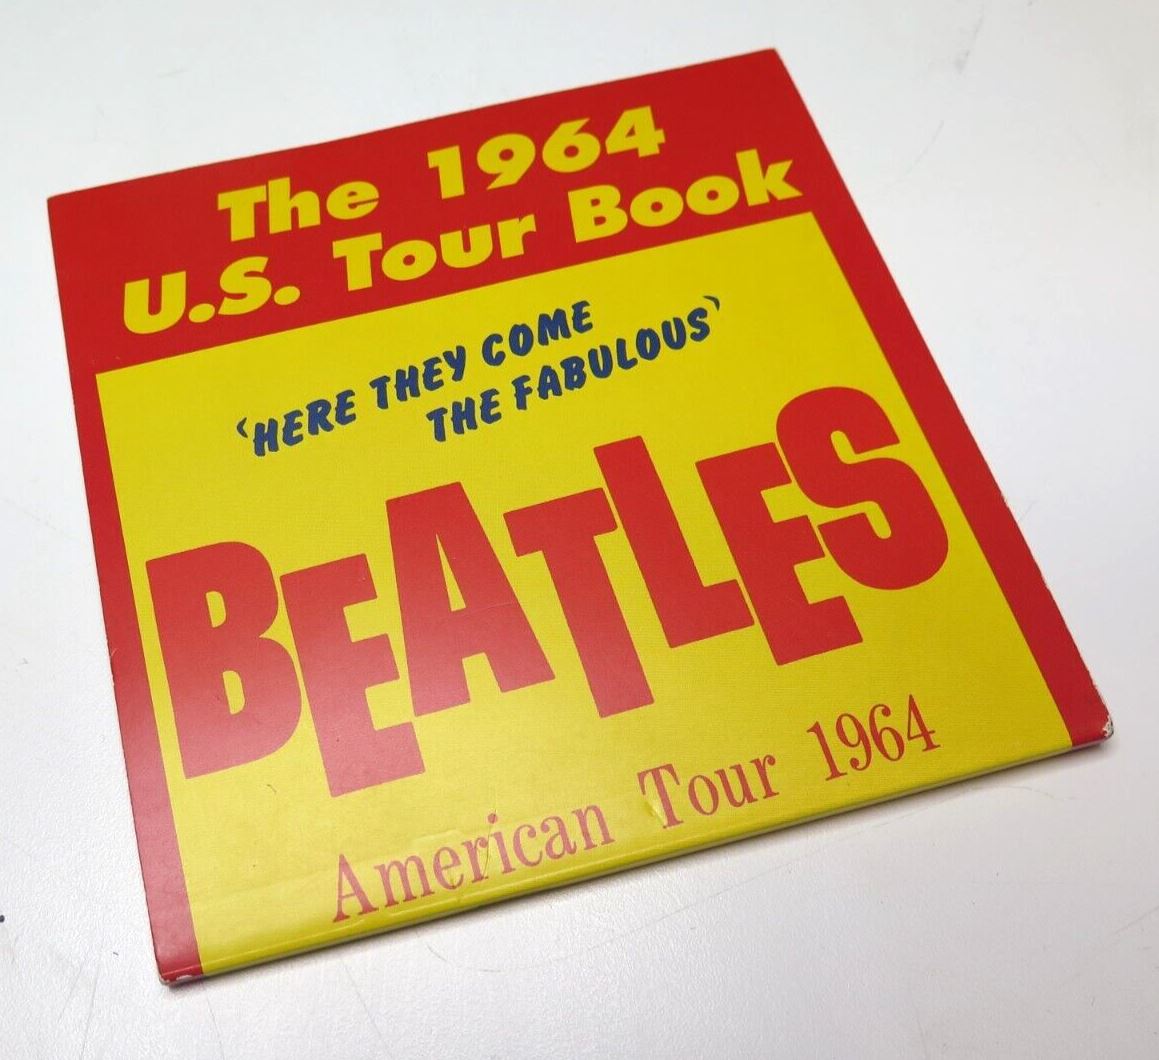 The 1964
U.S. Tour Book
‘HERE THEY COME
THE FABULOUS’
BEATLES
American Tour 1964